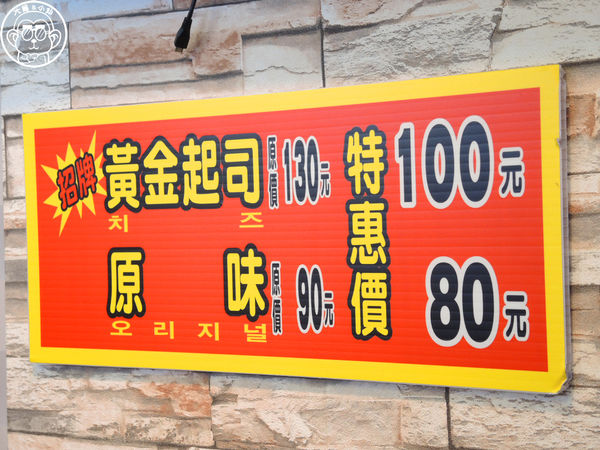 招牌
黃金起司 原價130元 特惠價 100元
치즈
原味 原價90元 80元
오리지널